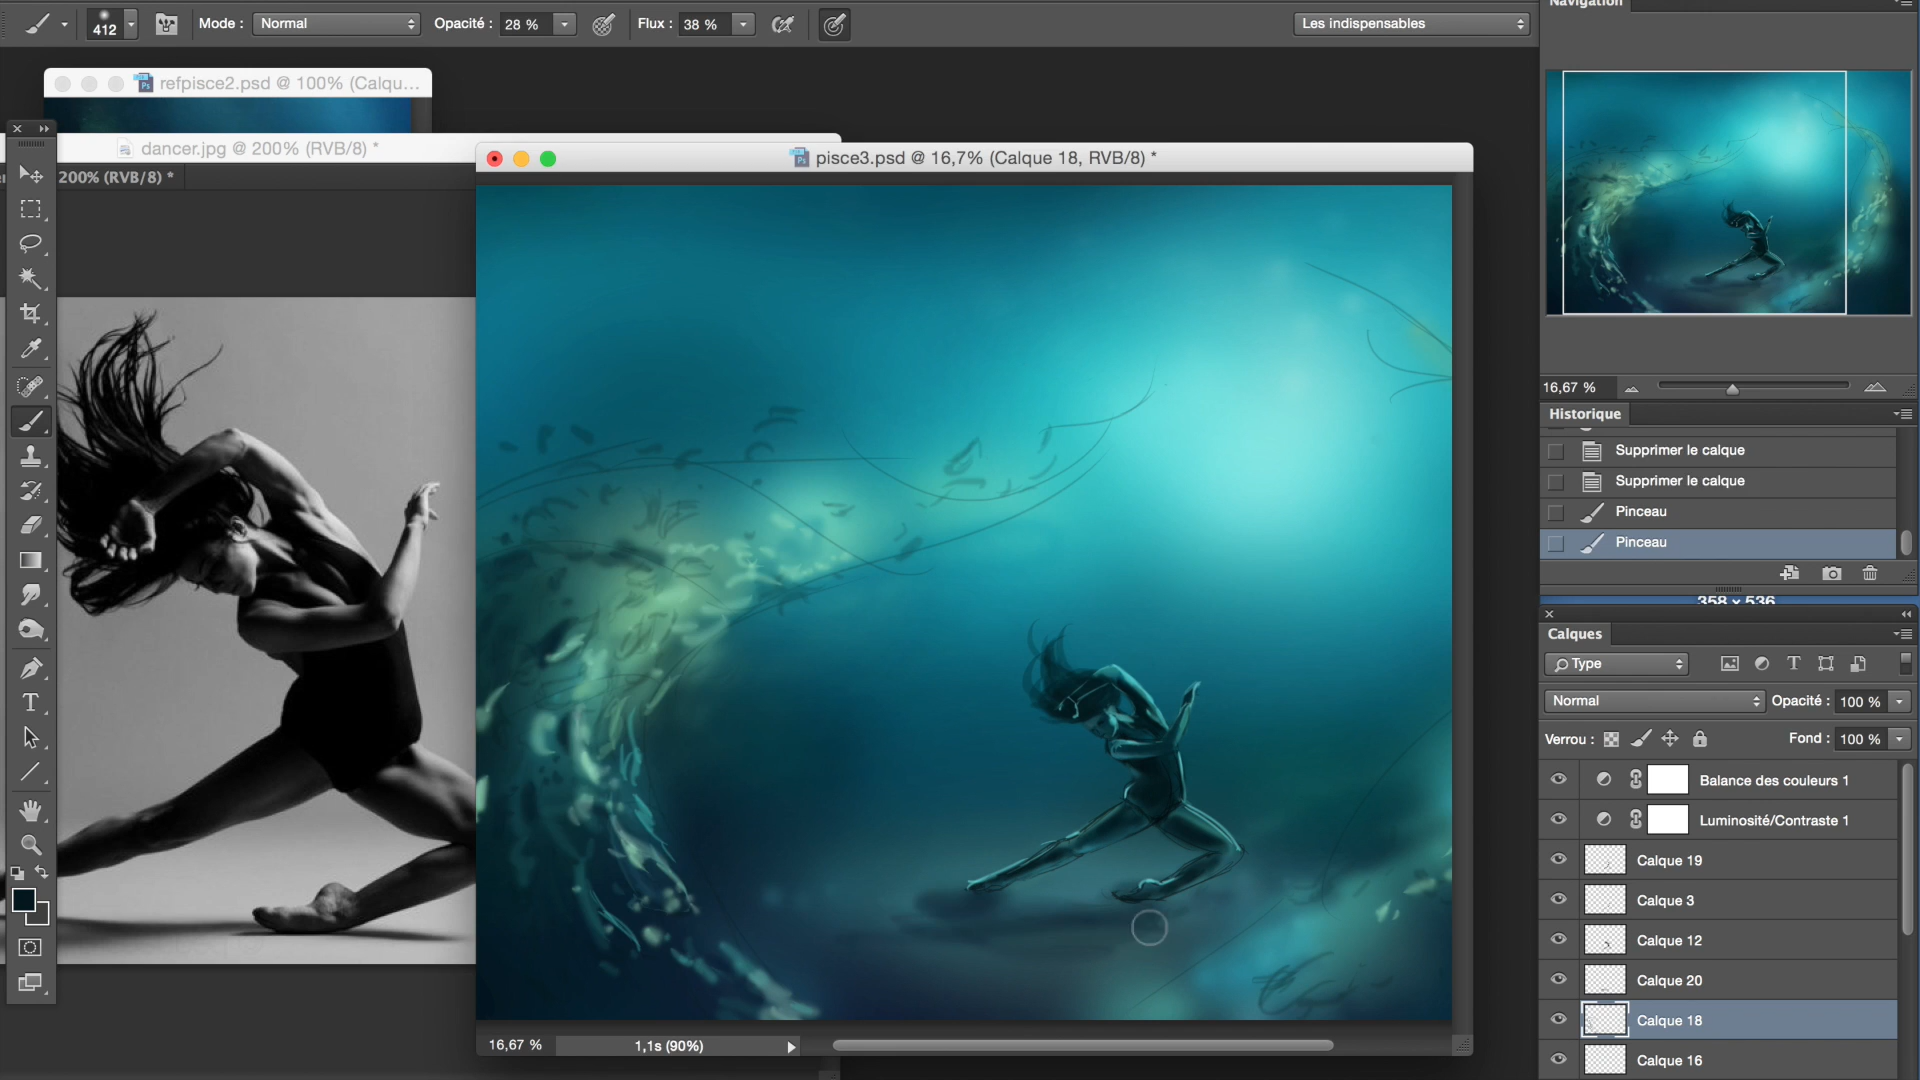 Navigation
412
Mode : Normal
Opacité : 28 %
Flux : 38 %
Les indispensables
refpisce2.psd @ 100% (Calqu...
dancer.jpg @ 200% (RVB/8) *
200% (RVB/8) *
pisce3.psd @ 16,7% (Calque 18, RVB/8) *
16,67 %
Historique
Supprimer le calque
Supprimer le calque
Pinceau
Pinceau
358 x 536
Calques
Type
Normal
Opacité : 100 %
Verrou :
Fond : 100 %
Balance des couleurs 1
Luminosité/Contraste 1
Calque 19
Calque 3
Calque 12
Calque 20
Calque 18
Calque 16
16,67 %
1,1s (90%)